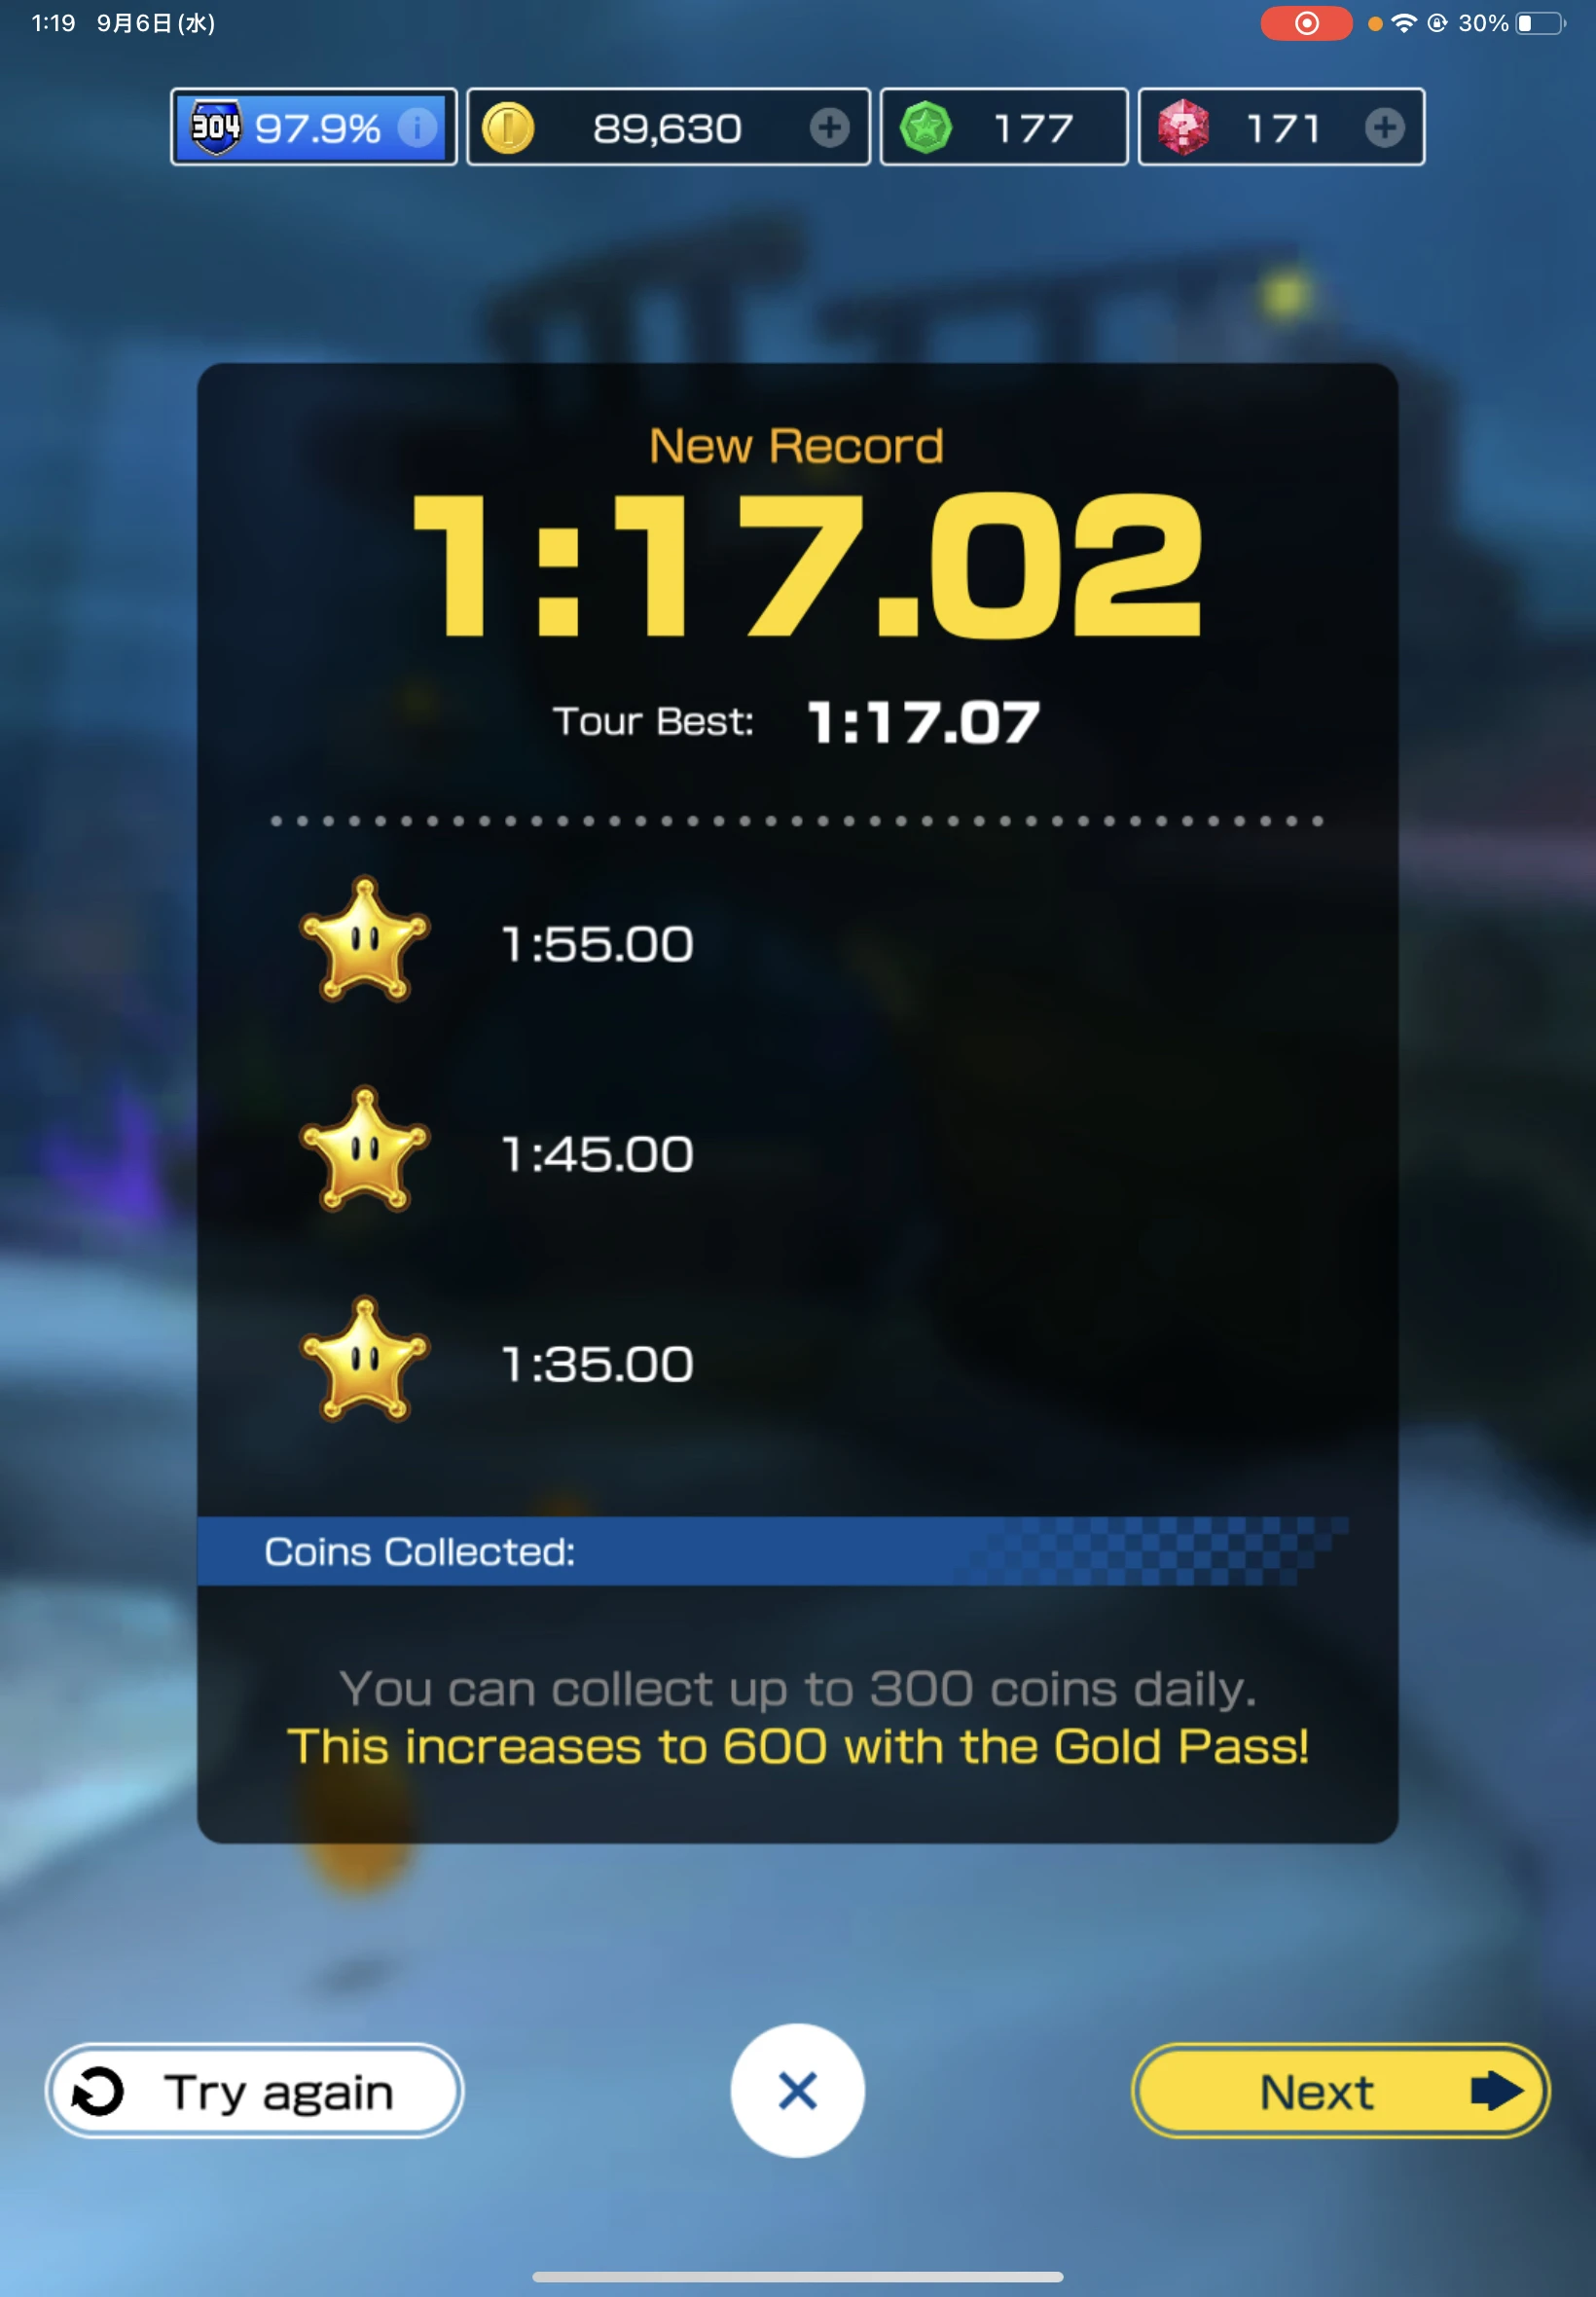 1:19 9月6日(水) 30%
304 97.9% i 89,630 177 171
New Record
1:17.02
Tour Best: 1:17.07
1:55.00
1:45.00
1:35.00
Coins Collected:
You can collect up to 300 coins daily.
This increases to 600 with the Gold Pass!
Try again
Next